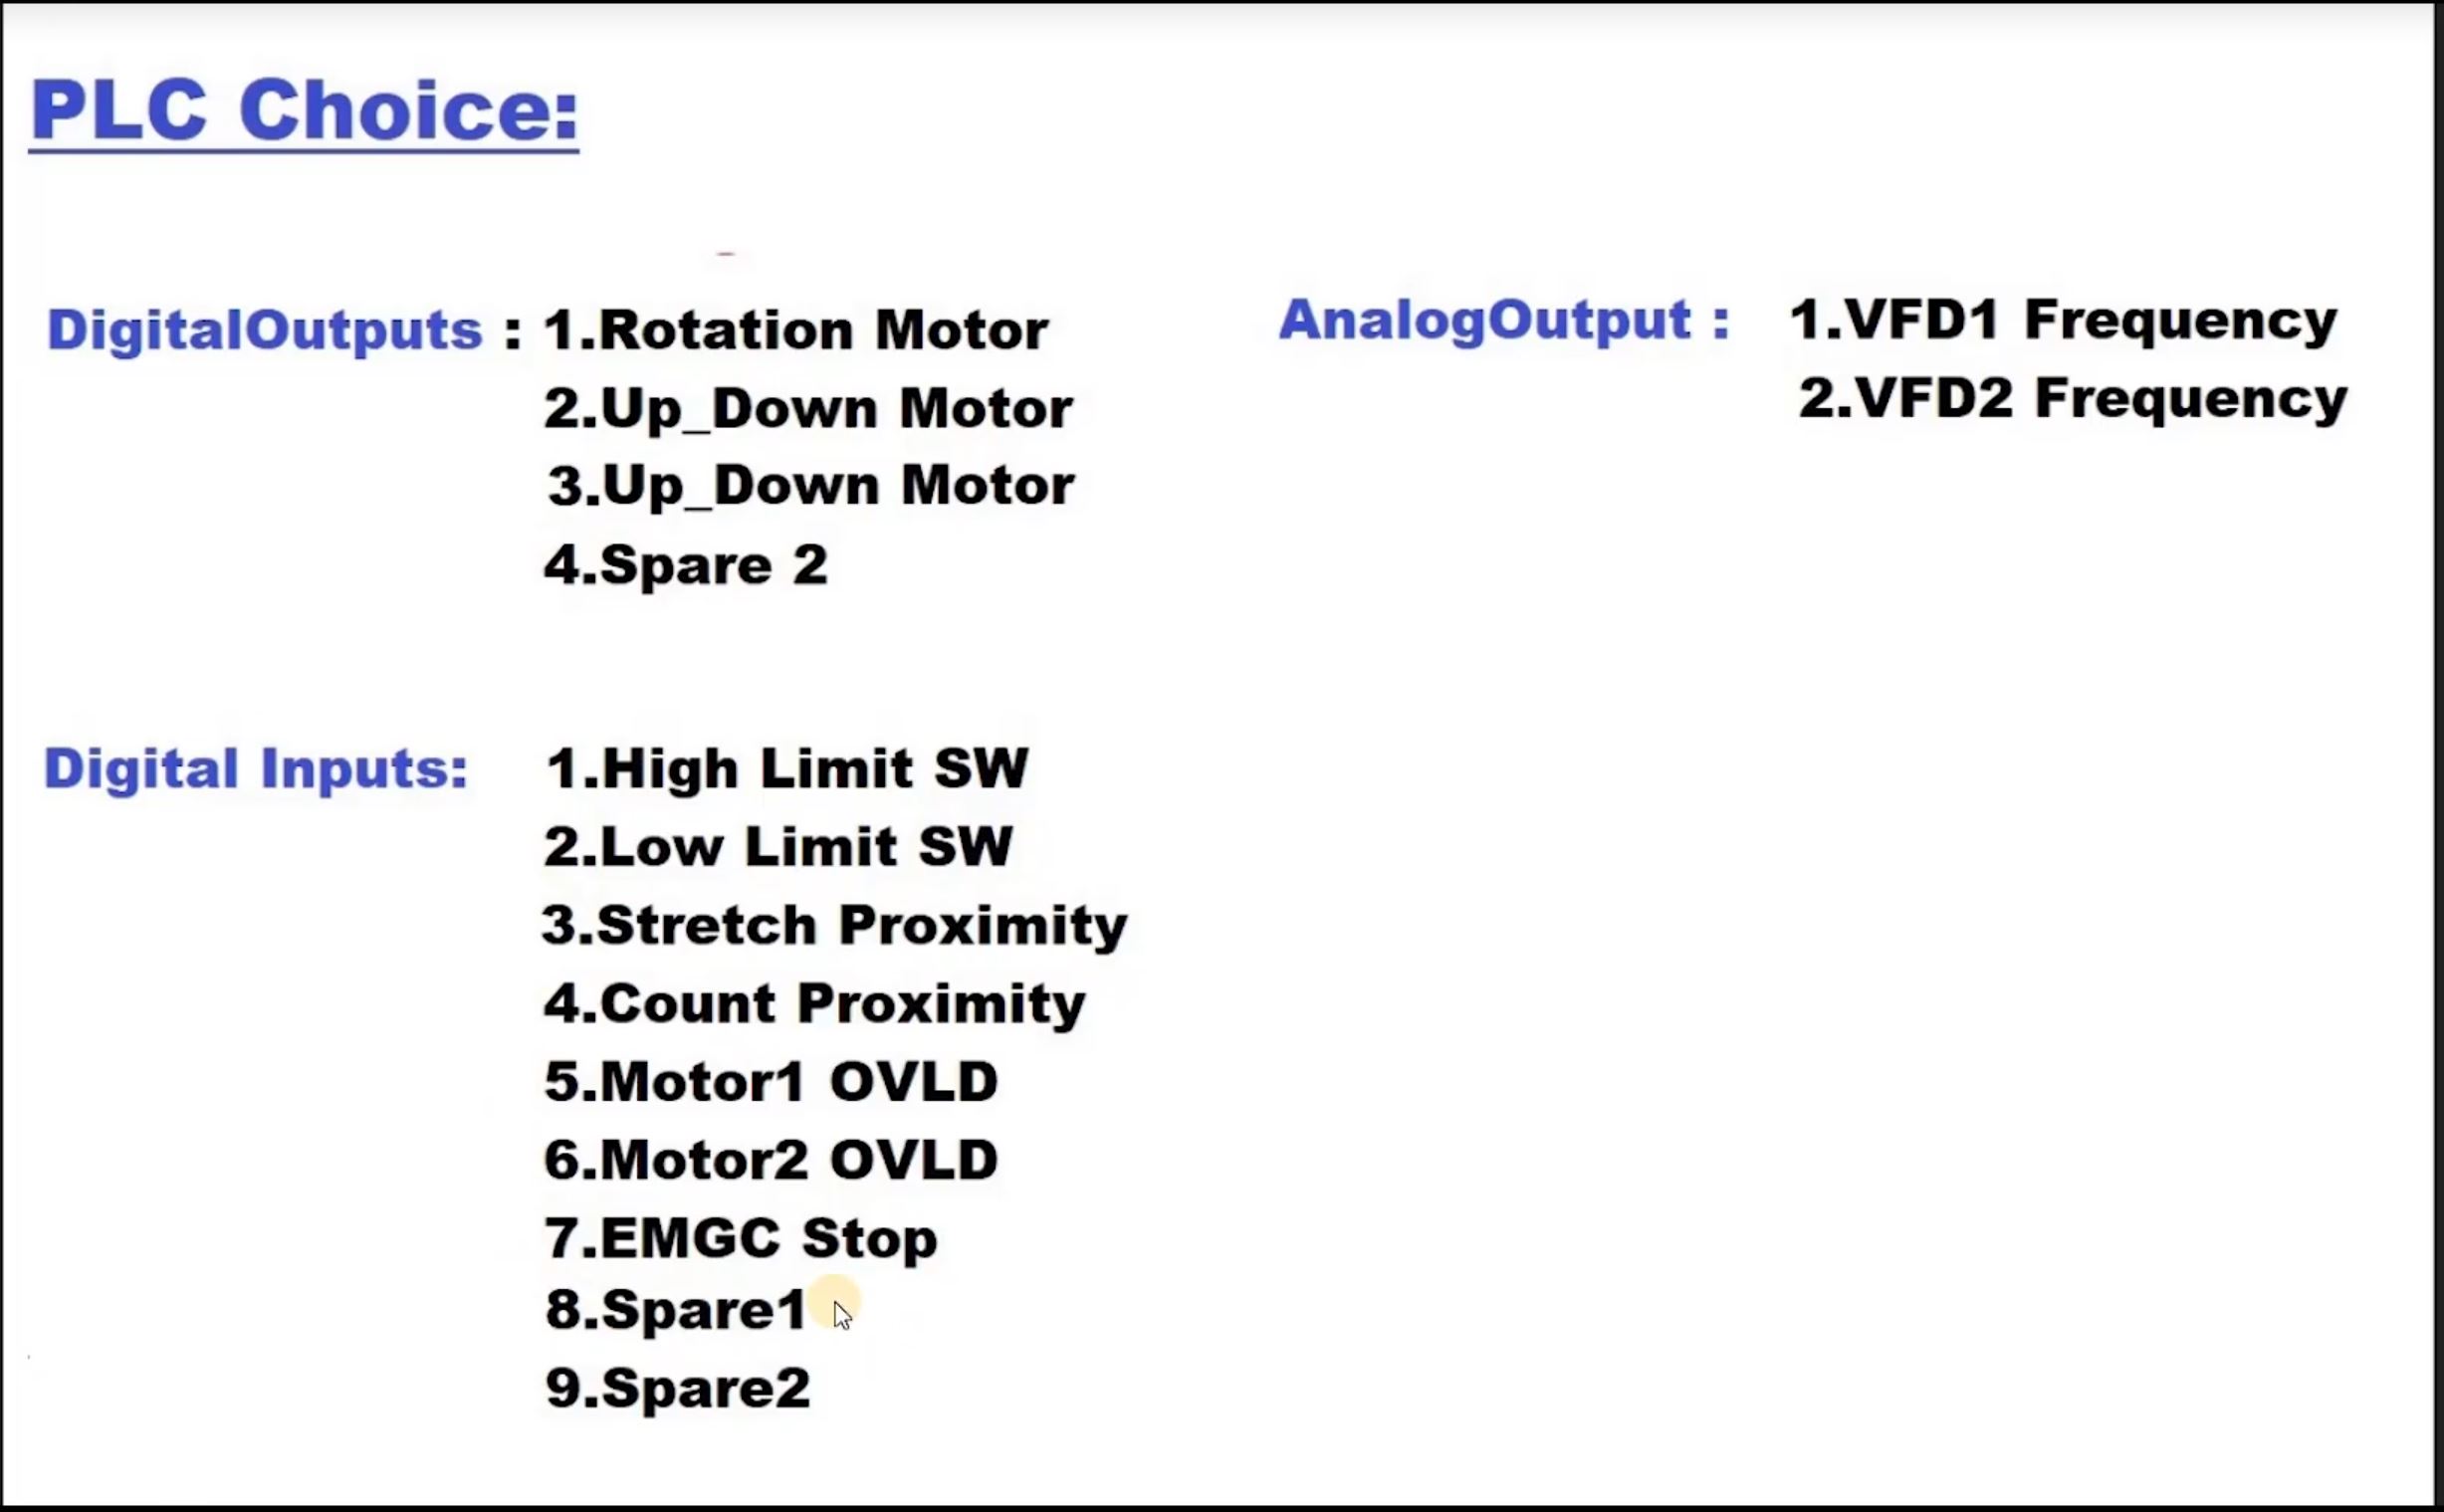 PLC Choice:
DigitalOutputs : 1.Rotation Motor
2.Up_Down Motor
3.Up_Down Motor
4.Spare 2
AnalogOutput : 1.VFD1 Frequency
2.VFD2 Frequency
Digital Inputs: 1.High Limit SW
2.Low Limit SW
3.Stretch Proximity
4.Count Proximity
5.Motor1 OVLD
6.Motor2 OVLD
7.EMGC Stop
8.Spare1
9.Spare2